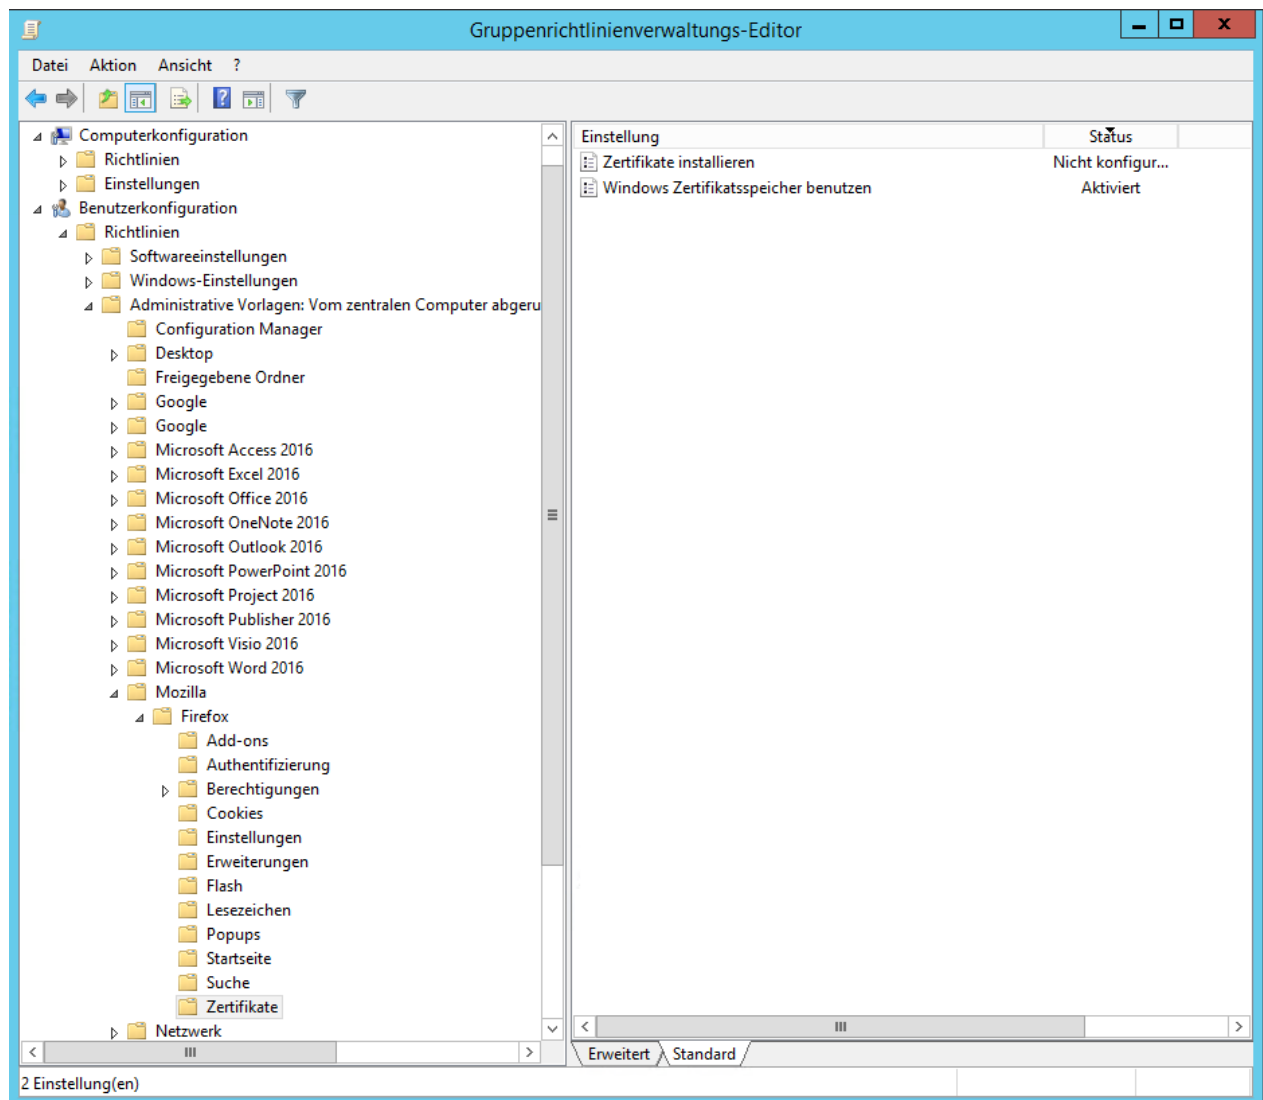 Gruppenrichtlinienverwaltungs-Editor
Datei Aktion Ansicht ?
Computerkonfiguration
Richtlinien
Einstellungen
Benutzerkonfiguration
Richtlinien
Softwareeinstellungen
Windows-Einstellungen
Administrative Vorlagen: Vom zentralen Computer abgeru
Configuration Manager
Desktop
Freigegebene Ordner
Google
Google
Microsoft Access 2016
Microsoft Excel 2016
Microsoft Office 2016
Microsoft OneNote 2016
Microsoft Outlook 2016
Microsoft PowerPoint 2016
Microsoft Project 2016
Microsoft Publisher 2016
Microsoft Visio 2016
Microsoft Word 2016
Mozilla
Firefox
Add-ons
Authentifizierung
Berechtigungen
Cookies
Einstellungen
Erweiterungen
Flash
Lesezeichen
Popups
Startseite
Suche
Zertifikate
Netzwerk
Einstellung Status
Zertifikate installieren Nicht konfigur...
Windows Zertifikatsspeicher benutzen Aktiviert
Erweitert Standard
2 Einstellung(en)